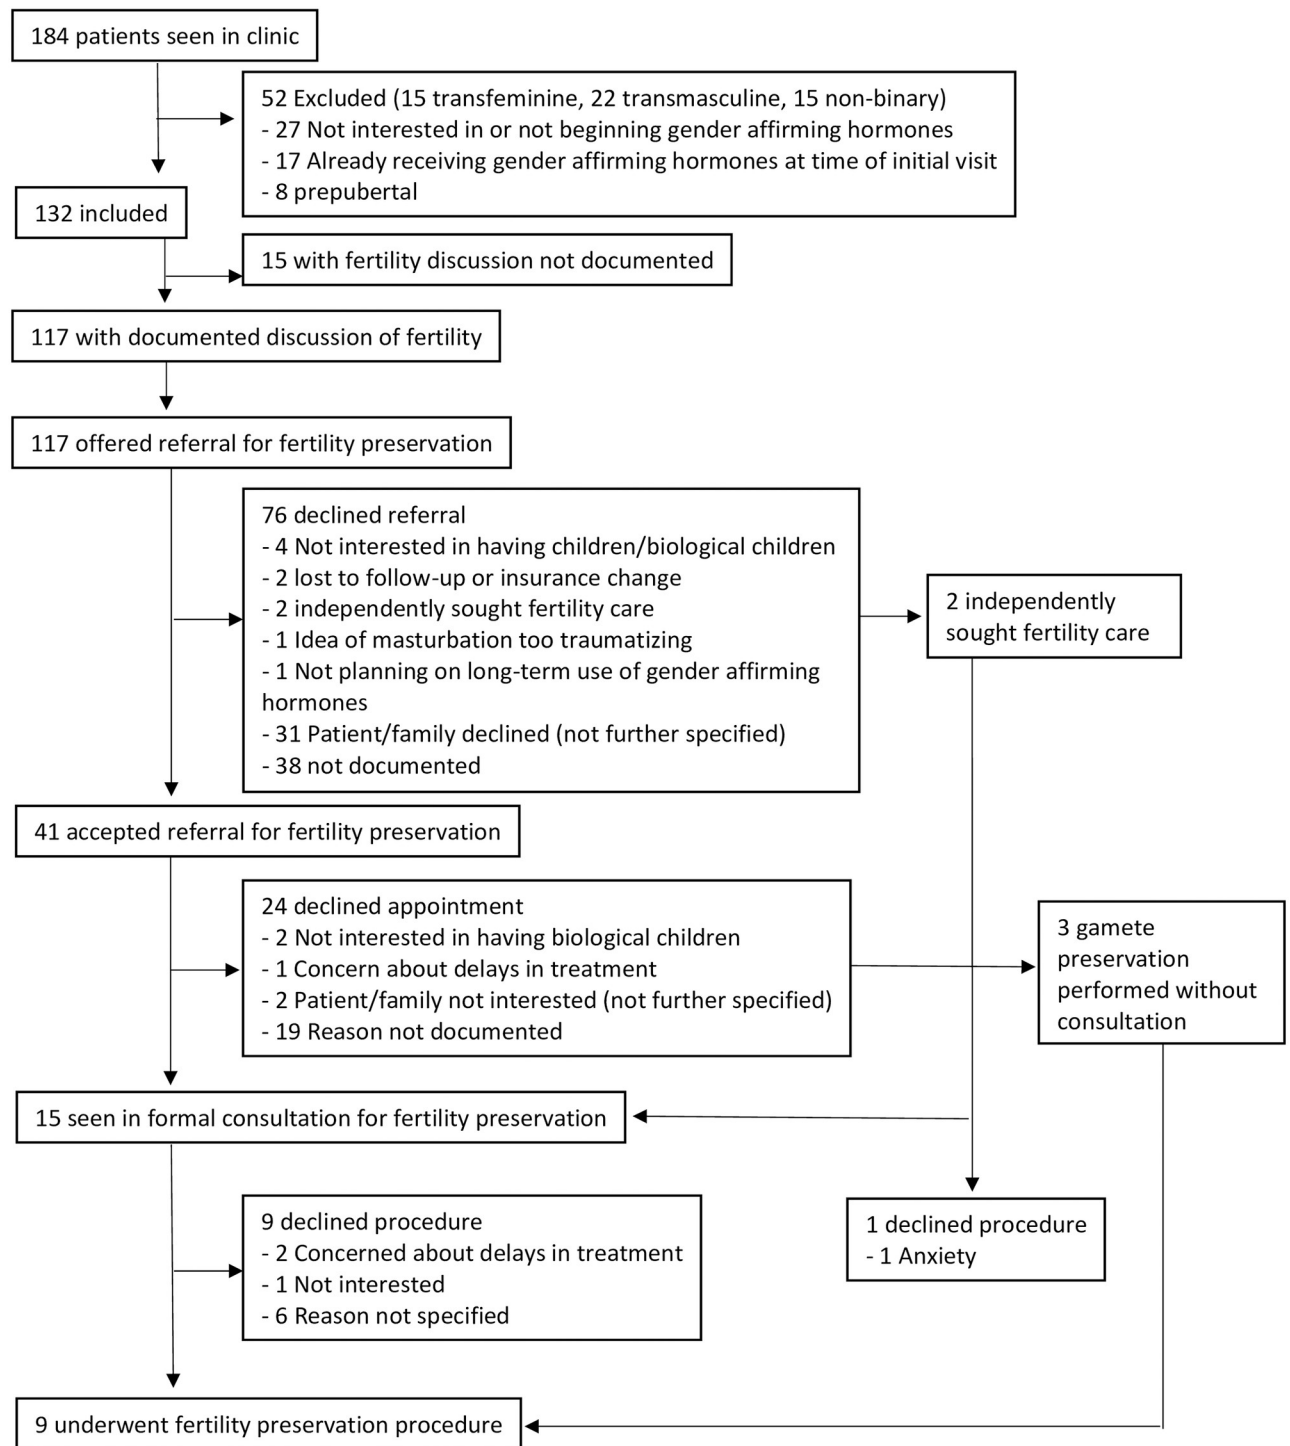 184 patients seen in clinic
52 Excluded (15 transfeminine, 22 transmasculine, 15 non-binary)
- 27 Not interested in or not beginning gender affirming hormones
- 17 Already receiving gender affirming hormones at time of initial visit
- 8 prepubertal
132 included
15 with fertility discussion not documented
117 with documented discussion of fertility
117 offered referral for fertility preservation
76 declined referral
- 4 Not interested in having children/biological children
- 2 lost to follow-up or insurance change
- 2 independently sought fertility care
- 1 Idea of masturbation too traumatizing
- 1 Not planning on long-term use of gender affirming
hormones
- 31 Patient/family declined (not further specified)
- 38 not documented
2 independently
sought fertility care
41 accepted referral for fertility preservation
24 declined appointment
- 2 Not interested in having biological children
- 1 Concern about delays in treatment
- 2 Patient/family not interested (not further specified)
- 19 Reason not documented
3 gamete
preservation
performed without
consultation
15 seen in formal consultation for fertility preservation
9 declined procedure
- 2 Concerned about delays in treatment
- 1 Not interested
- 6 Reason not specified
1 declined procedure
- 1 Anxiety
9 underwent fertility preservation procedure